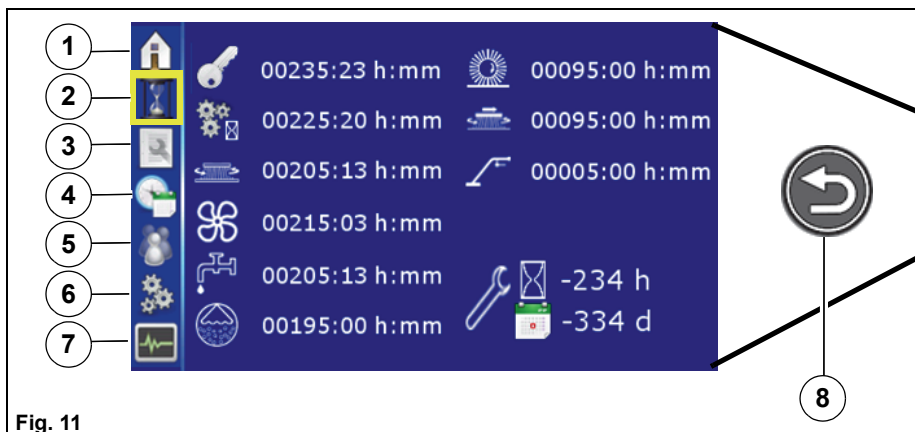 1
2
3
4
5
6
7
00235:23 h:mm
00225:20 h:mm
00205:13 h:mm
00215:03 h:mm
00205:13 h:mm
00195:00 h:mm
00095:00 h:mm
00095:00 h:mm
00005:00 h:mm
-234 h
-334 d
8
Fig. 11